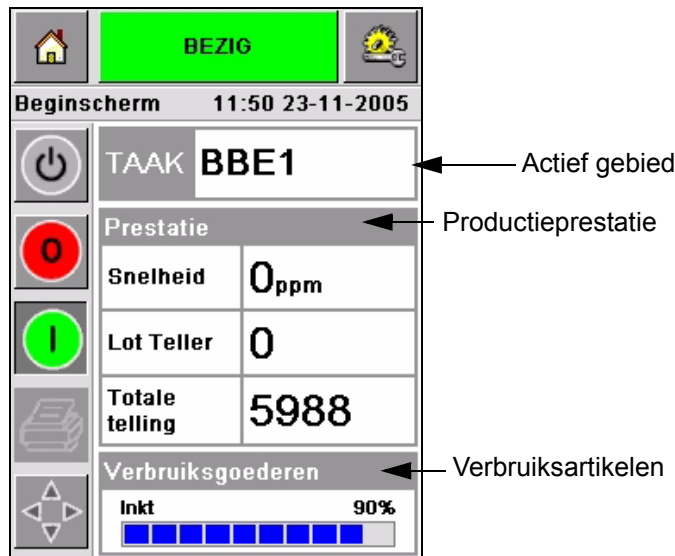 BEZIG
Beginscherm 11:50 23-11-2005
TAAK BBE1
Actief gebied
Prestatie
Productieprestatie
O
Snelheid 0ppm
I
Lot Teller 0
Totale
telling 5988
Verbruiksgoederen
Verbruiksartikelen
Inkt 90%